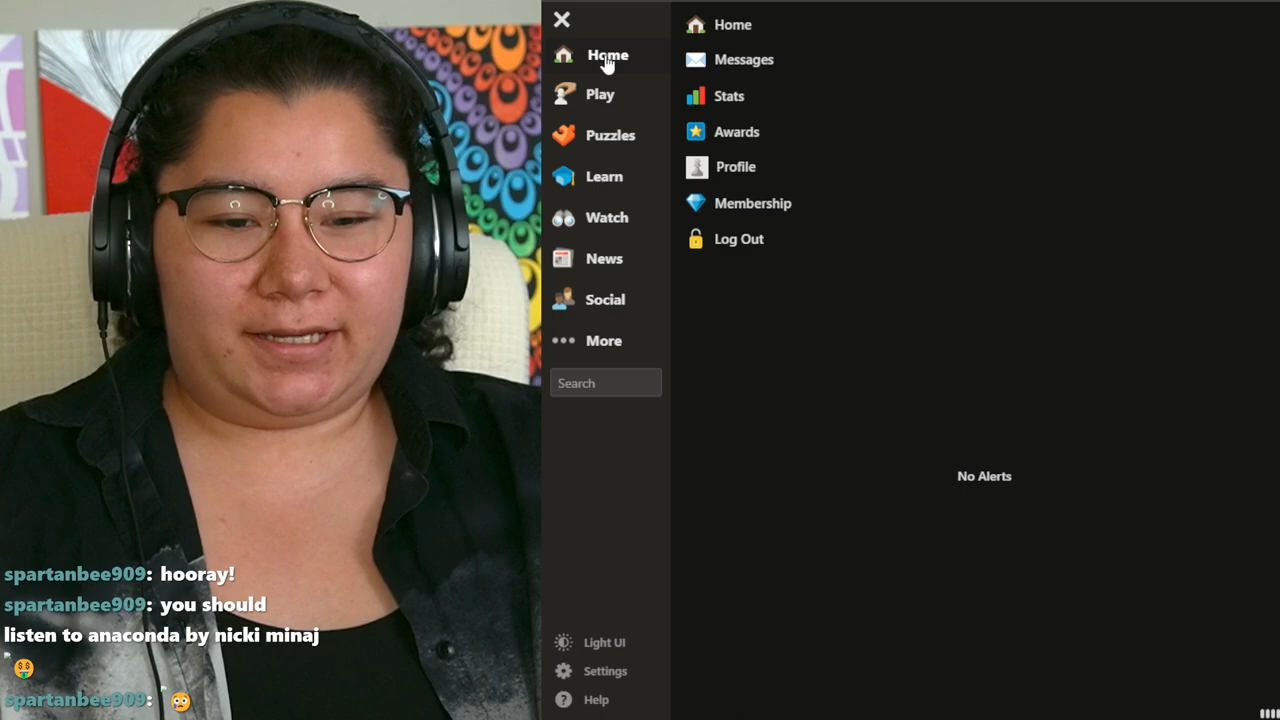 Home
Play
Puzzles
Learn
Watch
News
Social
More
Search
Light UI
Settings
Help
Home
Messages
Stats
Awards
Profile
Membership
Log Out
No Alerts
spartanbee909: hooray!
spartanbee909: you should
listen to anaconda by nicki minaj
spartanbee909: